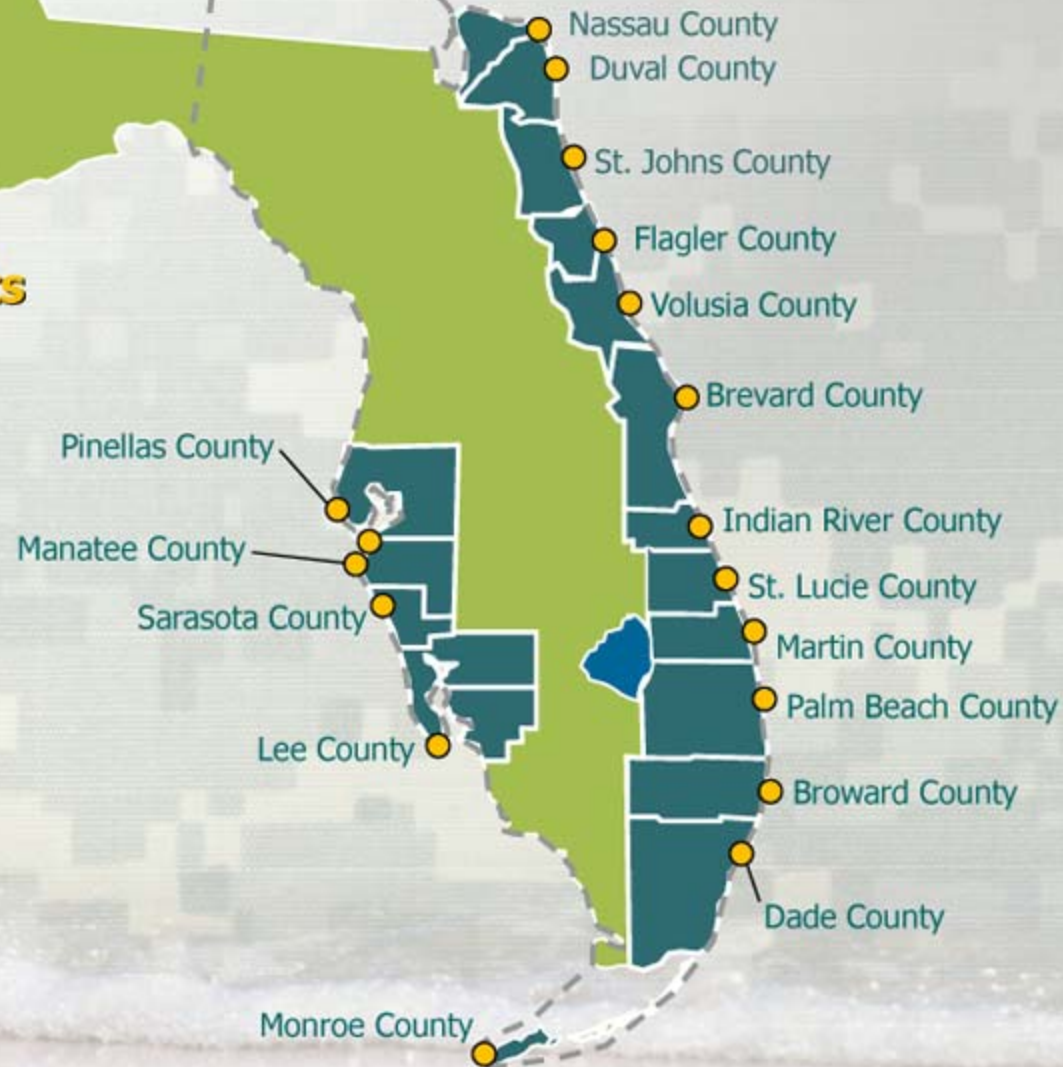 Nassau County
Duval County
St. Johns County
Flagler County
s
Volusia County
Brevard County
Pinellas County
Indian River County
Manatee County
St. Lucie County
Sarasota County
Martin County
Palm Beach County
Lee County
Broward County
Dade County
Monroe County